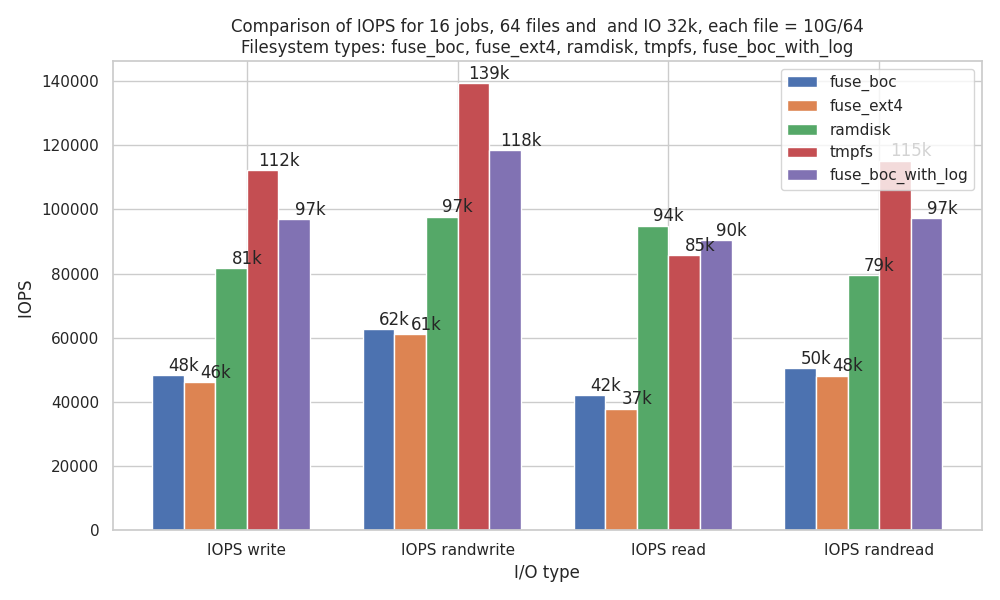 Comparison of IOPS for 16 jobs, 64 files and  and IO 32k, each file = 10G/64
Filesystem types: fuse_boc, fuse_ext4, ramdisk, tmpfs, fuse_boc_with_log
IOPS
140000
120000
100000
80000
60000
40000
20000
0
48k
46k
81k
112k
97k
62k
61k
97k
139k
118k
42k
37k
94k
85k
90k
50k
48k
79k
115k
97k
fuse_boc
fuse_ext4
ramdisk
tmpfs
fuse_boc_with_log
IOPS write
IOPS randwrite
IOPS read
IOPS randread
I/O type